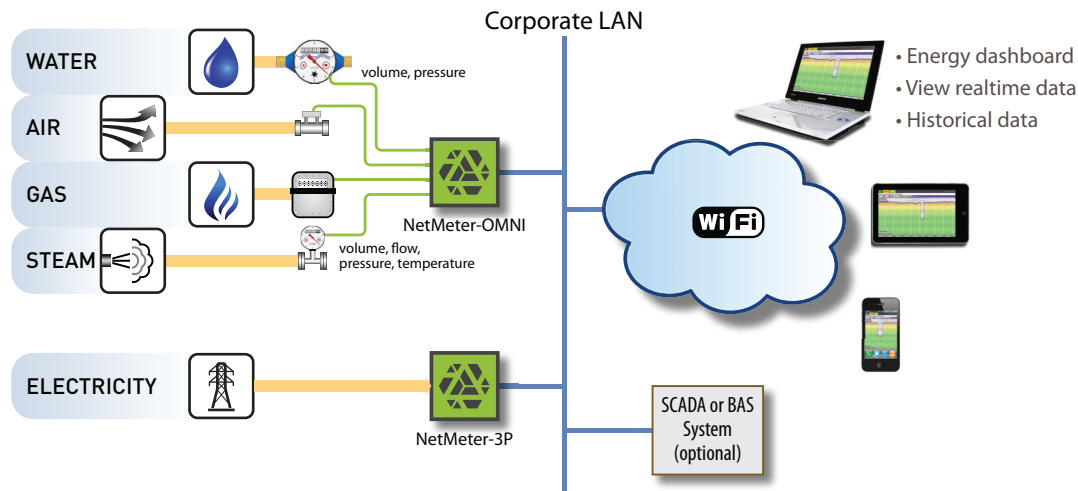 Corporate LAN
WATER
volume, pressure
AIR
GAS
NetMeter-OMNI
STEAM
volume, flow,
pressure, temperature
ELECTRICITY
NetMeter-3P
• Energy dashboard
• View realtime data
• Historical data
Wi Fi
SCADA or BAS
System
(optional)